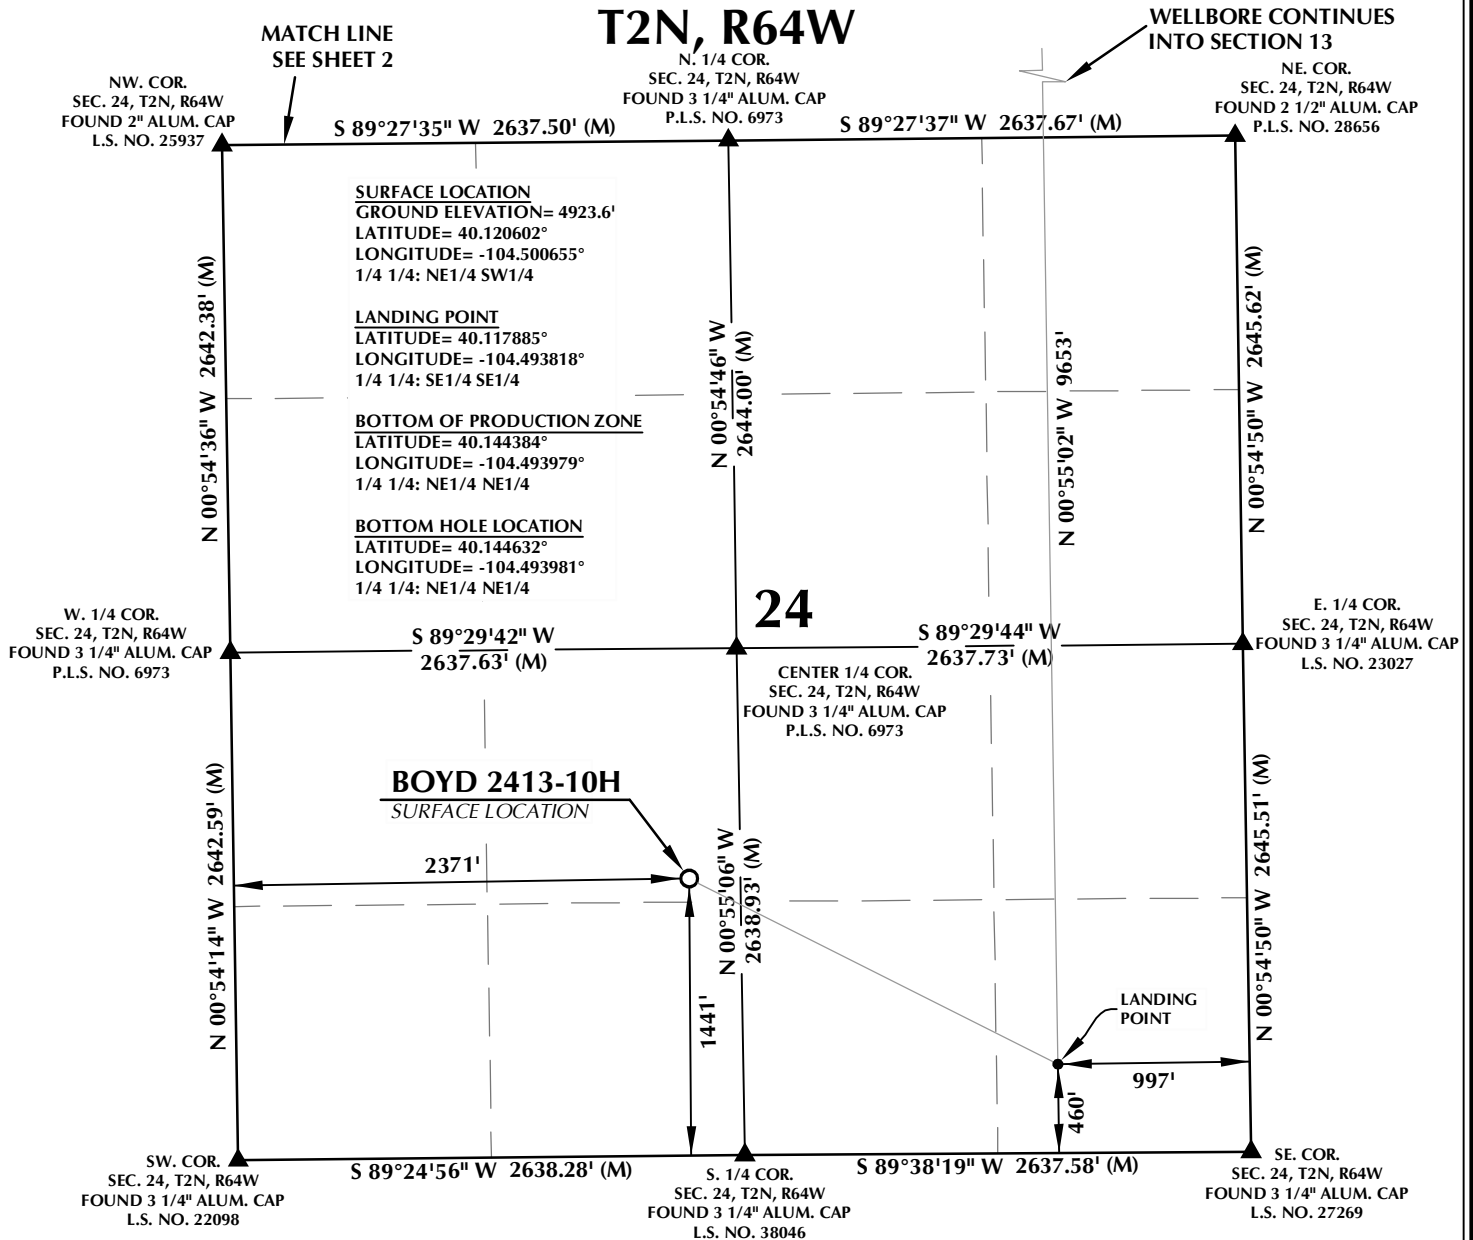 T2N, R64W
MATCH LINE
SEE SHEET 2
WELLBORE CONTINUES
INTO SECTION 13
NW. COR.
SEC. 24, T2N, R64W
FOUND 2" ALUM. CAP
L.S. NO. 25937
N. 1/4 COR.
SEC. 24, T2N, R64W
FOUND 3 1/4" ALUM. CAP
P.L.S. NO. 6973
NE. COR.
SEC. 24, T2N, R64W
FOUND 2 1/2" ALUM. CAP
P.L.S. NO. 28656
S 89°27'35" W 2637.50' (M)
S 89°27'37" W 2637.67' (M)
SURFACE LOCATION
GROUND ELEVATION= 4923.6'
LATITUDE= 40.120602°
LONGITUDE= -104.500655°
1/4 1/4: NE1/4 SW1/4
LANDING POINT
LATITUDE= 40.117885°
LONGITUDE= -104.493818°
1/4 1/4: SE1/4 SE1/4
BOTTOM OF PRODUCTION ZONE
LATITUDE= 40.144384°
LONGITUDE= -104.493979°
1/4 1/4: NE1/4 NE1/4
BOTTOM HOLE LOCATION
LATITUDE= 40.144632°
LONGITUDE= -104.493981°
1/4 1/4: NE1/4 NE1/4
N 00°54'36" W 2642.38' (M)
N 00°54'46" W
2644.00' (M)
N 00°55'02" W 9653'
N 00°54'50" W 2645.62' (M)
24
W. 1/4 COR.
SEC. 24, T2N, R64W
FOUND 3 1/4" ALUM. CAP
P.L.S. NO. 6973
S 89°29'42" W
2637.63' (M)
S 89°29'44" W
2637.73' (M)
E. 1/4 COR.
SEC. 24, T2N, R64W
FOUND 3 1/4" ALUM. CAP
L.S. NO. 23027
CENTER 1/4 COR.
SEC. 24, T2N, R64W
FOUND 3 1/4" ALUM. CAP
P.L.S. NO. 6973
BOYD 2413-10H
SURFACE LOCATION
N 00°54'14" W 2642.59' (M)
2371'
N 00°55'06" W
2638.93' (M)
N 00°54'50" W 2645.51' (M)
1441'
LANDING
POINT
997'
460'
SW. COR.
SEC. 24, T2N, R64W
FOUND 3 1/4" ALUM. CAP
L.S. NO. 22098
S 89°24'56" W 2638.28' (M)
S. 1/4 COR.
SEC. 24, T2N, R64W
FOUND 3 1/4" ALUM. CAP
L.S. NO. 38046
S 89°38'19" W 2637.58' (M)
SE. COR.
SEC. 24, T2N, R64W
FOUND 3 1/4" ALUM. CAP
L.S. NO. 27269